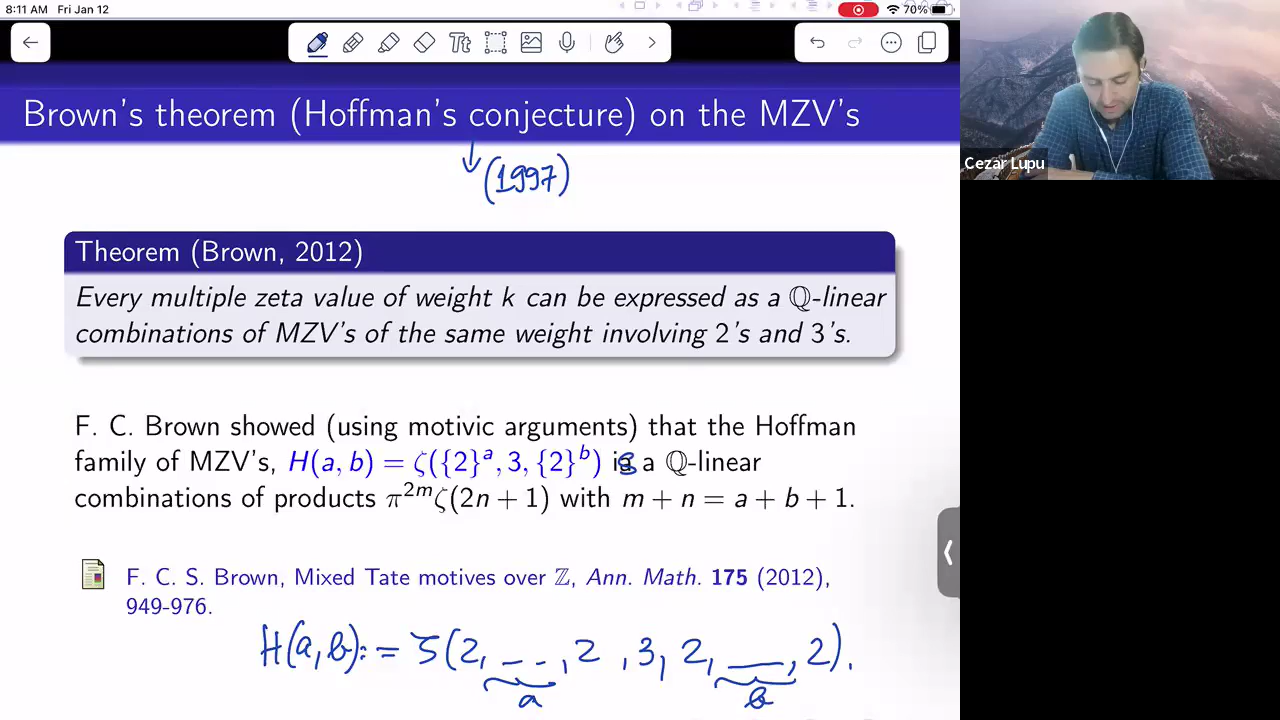 8:11 AM Fri Jan 12
70%
Tt
Brown's theorem (Hoffman's conjecture) on the MZV's
↓ (1997)
Theorem (Brown, 2012)
Every multiple zeta value of weight k can be expressed as a ℚ-linear
combinations of MZV's of the same weight involving 2's and 3's.
F. C. Brown showed (using motivic arguments) that the Hoffman
family of MZV's, H(a, b) = ζ({2}ᵃ, 3, {2}ᵇ) is a ℚ-linear
combinations of products π²ᵐζ(2n + 1) with m + n = a + b + 1.
F. C. S. Brown, Mixed Tate motives over ℤ, Ann. Math. 175 (2012),
949-976.
H(a,b):= ζ(2, _ _ , 2 , 3, 2, ___, 2).
a b
Cezar Lupu